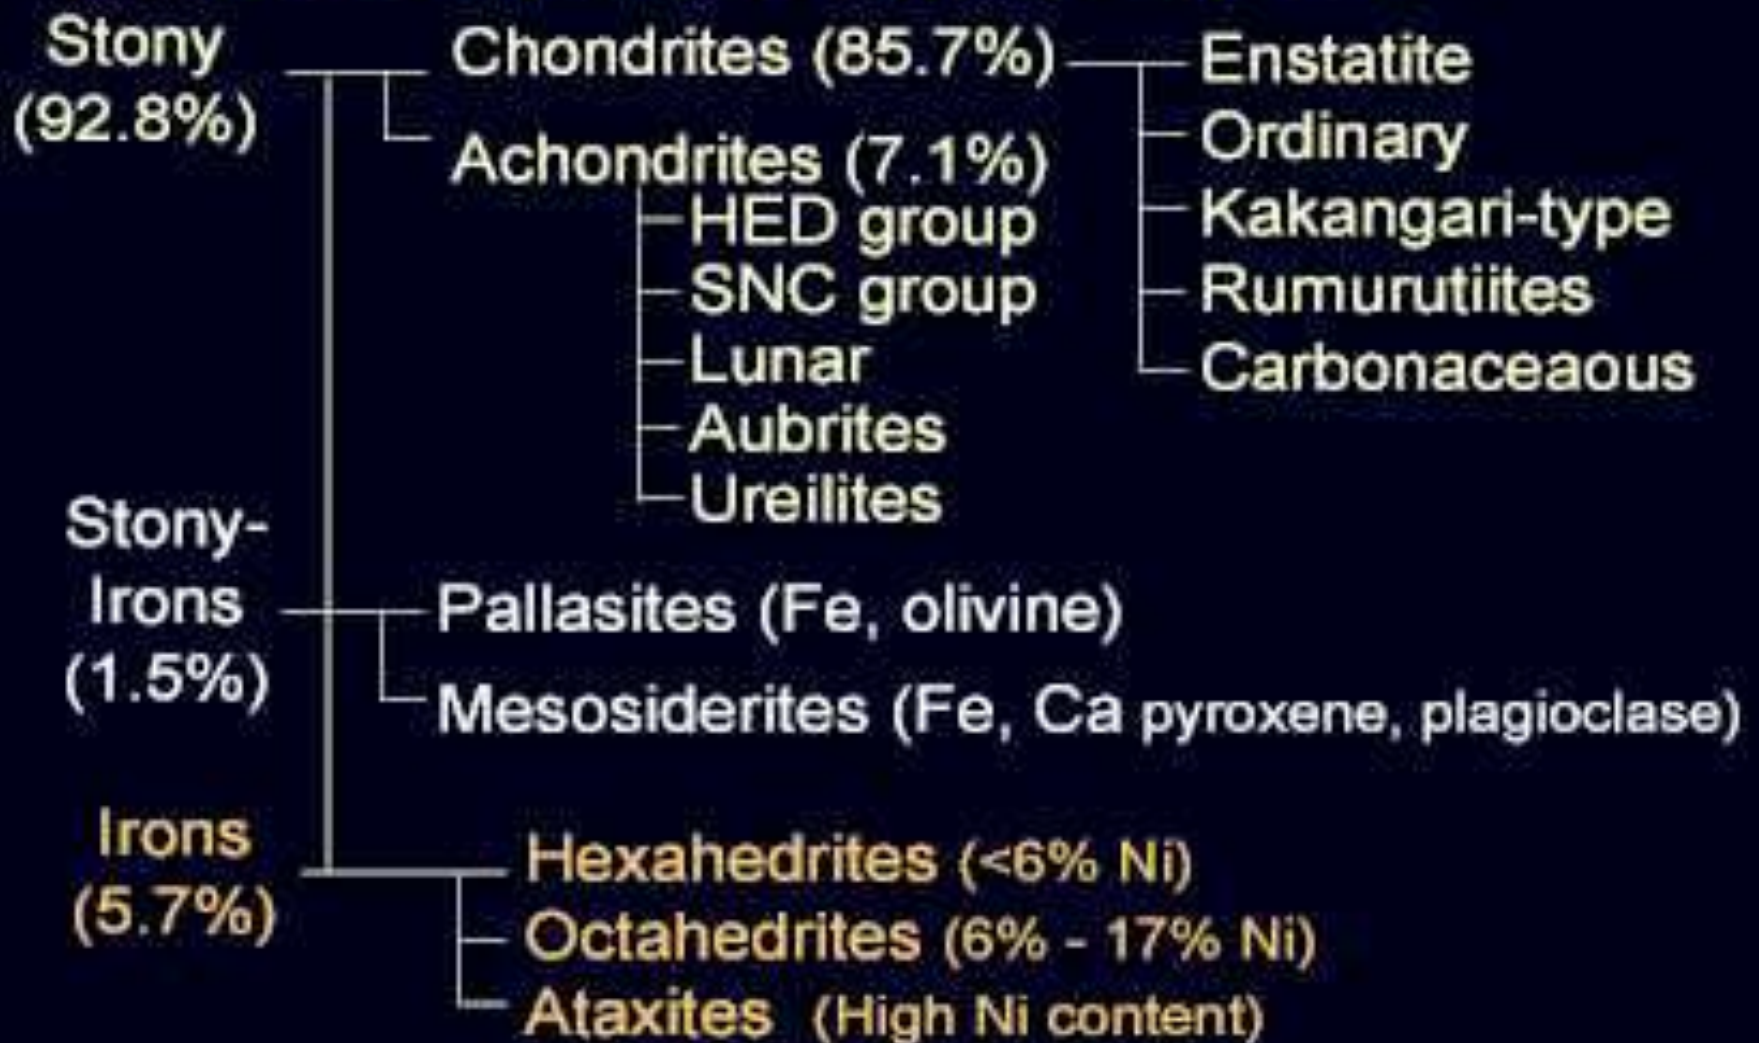 Stony
(92.8%)
Chondrites (85.7%)
Enstatite
Ordinary
Kakangari-type
Rumurutiites
Carbonaceaous
Achondrites (7.1%)
HED group
SNC group
Lunar
Aubrites
Ureilites
Stony-
Irons
(1.5%)
Pallasites (Fe, olivine)
Mesosiderites (Fe, Ca pyroxene, plagioclase)
Irons
(5.7%)
Hexahedrites (<6% Ni)
Octahedrites (6% - 17% Ni)
Ataxites (High Ni content)